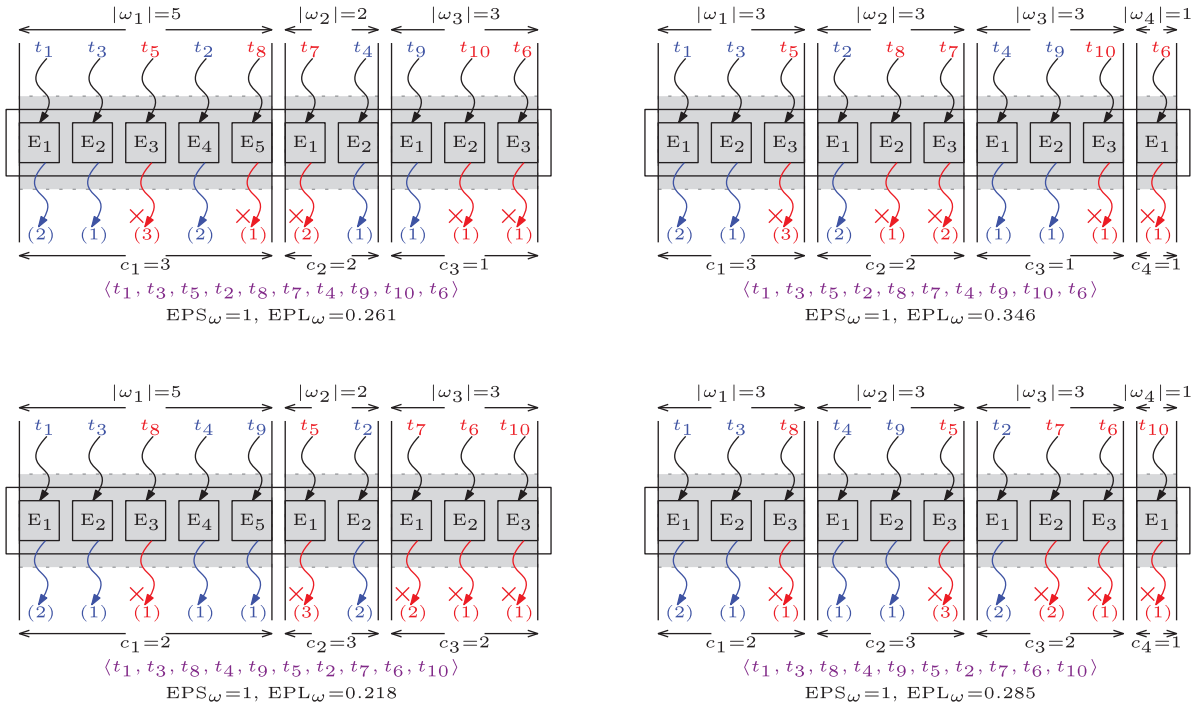 |ω₁|=5 |ω₂|=2 |ω₃|=3
t₁ t₃ t₅ t₂ t₈ t₇ t₄ t₉ t₁₀ t₆
E₁ E₂ E₃ E₄ E₅ E₁ E₂ E₁ E₂ E₃
× × × × ×
(2) (1) (3) (2) (1) (2) (1) (1) (1) (1)
c₁=3 c₂=2 c₃=1
⟨t₁, t₃, t₅, t₂, t₈, t₇, t₄, t₉, t₁₀, t₆⟩
EPS_ω=1, EPL_ω=0.261
|ω₁|=3 |ω₂|=3 |ω₃|=3 |ω₄|=1
t₁ t₃ t₅ t₂ t₈ t₇ t₄ t₉ t₁₀ t₆
E₁ E₂ E₃ E₁ E₂ E₃ E₁ E₂ E₃ E₁
× × × × ×
(2) (1) (3) (2) (1) (2) (1) (1) (1) (1)
c₁=3 c₂=2 c₃=1 c₄=1
⟨t₁, t₃, t₅, t₂, t₈, t₇, t₄, t₉, t₁₀, t₆⟩
EPS_ω=1, EPL_ω=0.346
|ω₁|=5 |ω₂|=2 |ω₃|=3
t₁ t₃ t₈ t₄ t₉ t₅ t₂ t₇ t₆ t₁₀
E₁ E₂ E₃ E₄ E₅ E₁ E₂ E₁ E₂ E₃
× × × × ×
(2) (1) (1) (1) (1) (3) (2) (2) (1) (1)
c₁=2 c₂=3 c₃=2
⟨t₁, t₃, t₈, t₄, t₉, t₅, t₂, t₇, t₆, t₁₀⟩
EPS_ω=1, EPL_ω=0.218
|ω₁|=3 |ω₂|=3 |ω₃|=3 |ω₄|=1
t₁ t₃ t₈ t₄ t₉ t₅ t₂ t₇ t₆ t₁₀
E₁ E₂ E₃ E₁ E₂ E₃ E₁ E₂ E₃ E₁
× × × × ×
(2) (1) (1) (1) (1) (3) (2) (2) (1) (1)
c₁=2 c₂=3 c₃=2 c₄=1
⟨t₁, t₃, t₈, t₄, t₉, t₅, t₂, t₇, t₆, t₁₀⟩
EPS_ω=1, EPL_ω=0.285